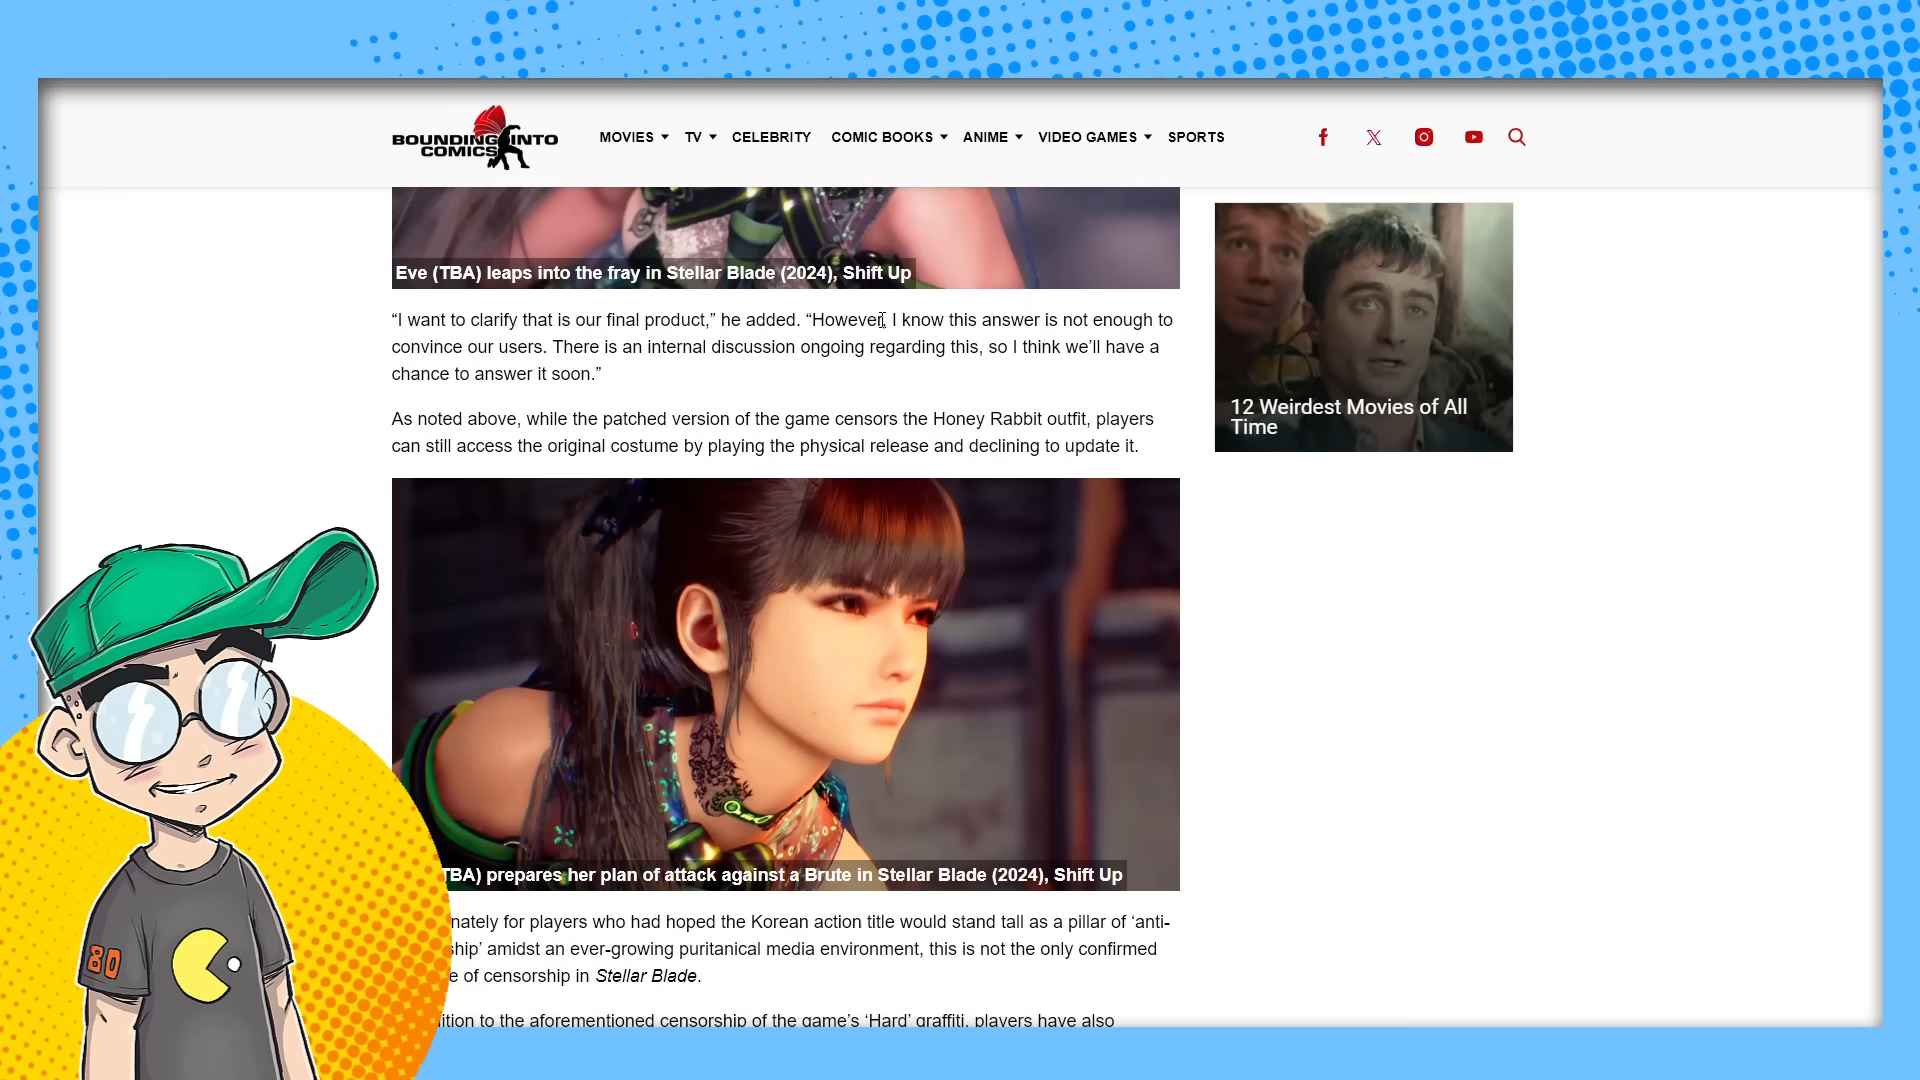 BOUNDING INTO
COMICS
MOVIES TV CELEBRITY COMIC BOOKS ANIME VIDEO GAMES SPORTS
Eve (TBA) leaps into the fray in Stellar Blade (2024), Shift Up
“I want to clarify that is our final product,” he added. “However, I know this answer is not enough to
convince our users. There is an internal discussion ongoing regarding this, so I think we’ll have a
chance to answer it soon.”
As noted above, while the patched version of the game censors the Honey Rabbit outfit, players
can still access the original costume by playing the physical release and declining to update it.
12 Weirdest Movies of All
Time
TBA) prepares her plan of attack against a Brute in Stellar Blade (2024), Shift Up
nately for players who had hoped the Korean action title would stand tall as a pillar of ‘anti-
ship’ amidst an ever-growing puritanical media environment, this is not the only confirmed
e of censorship in Stellar Blade.
ition to the aforementioned censorship of the game’s ‘Hard’ graffiti, players have also
80